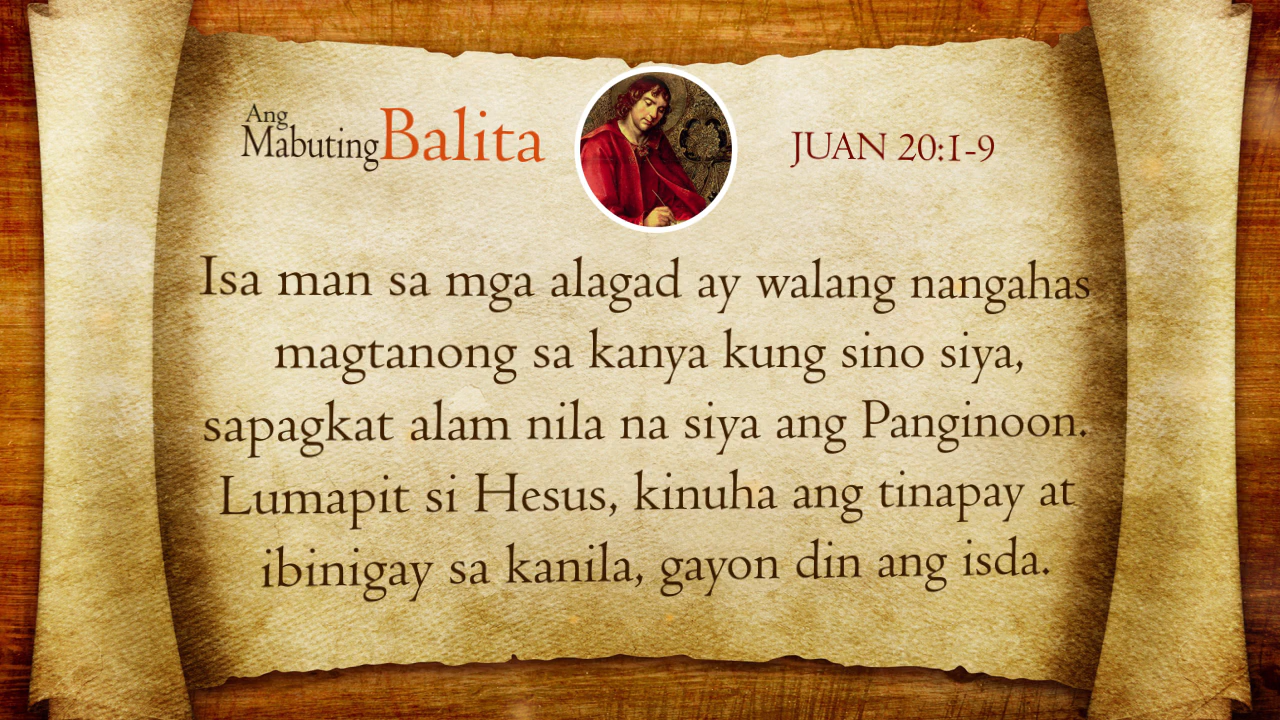 Ang
Mabuting Balita
JUAN 20:1-9
Isa man sa mga alagad ay walang nangahas
magtanong sa kanya kung sino siya,
sapagkat alam nila na siya ang Panginoon.
Lumapit si Hesus, kinuha ang tinapay at
ibinigay sa kanila, gayon din ang isda.